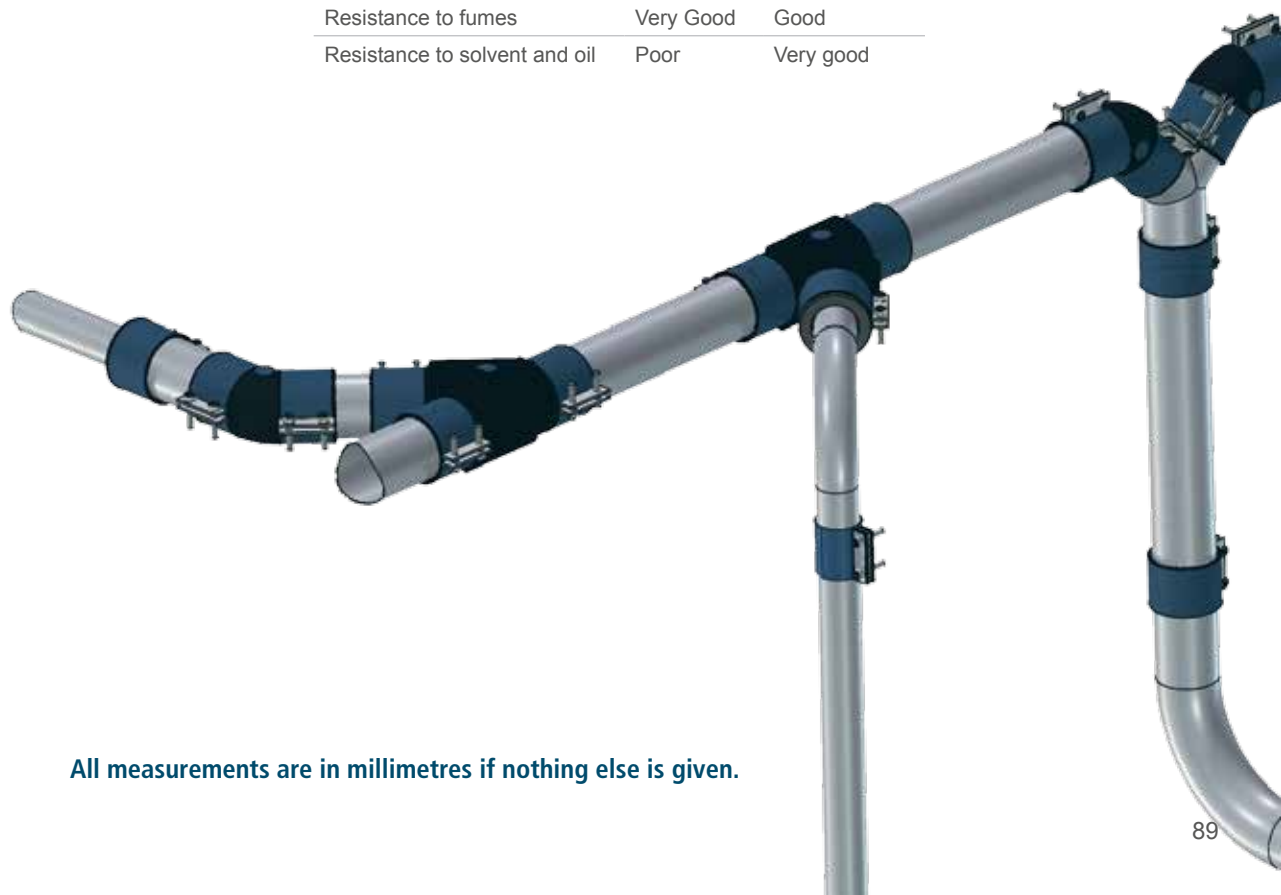 Resistance to fumes Very Good Good
Resistance to solvent and oil Poor Very good
All measurements are in millimetres if nothing else is given.
89